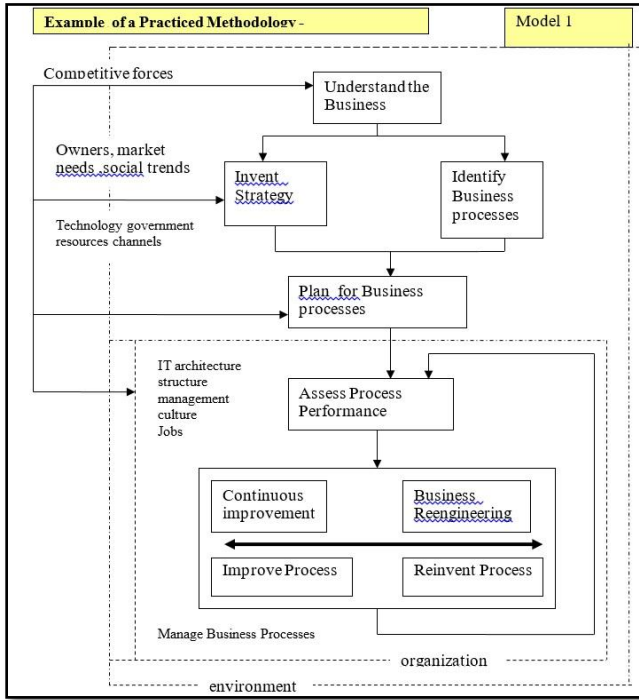 Example of a Practiced Methodology -
Model 1
Competitive forces
Understand the
Business
Owners, market
needs ,social trends
Invent
Strategy
Identify
Business
processes
Technology government
resources channels
Plan for Business
processes
IT architecture
structure
management
culture
Jobs
Assess Process
Performance
Continuous
improvement
Business
Reengineering
Improve Process
Reinvent Process
Manage Business Processes
organization
environment